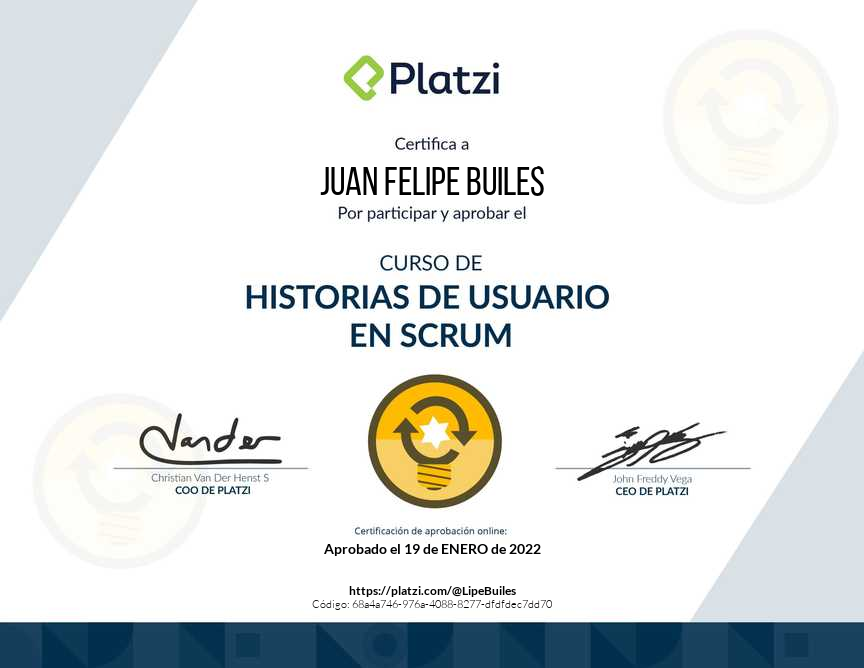 Platzi
Certifica a
JUAN FELIPE BUILES
Por participar y aprobar el
CURSO DE
HISTORIAS DE USUARIO
EN SCRUM
Vander
Christian Van Der Henst S
COO DE PLATZI
John Freddy Vega
CEO DE PLATZI
Certificación de aprobación online:
Aprobado el 19 de ENERO de 2022
https://platzi.com/@LipeBuiles
Código: 68a4a746-976a-4088-8277-dfdfdec7dd70